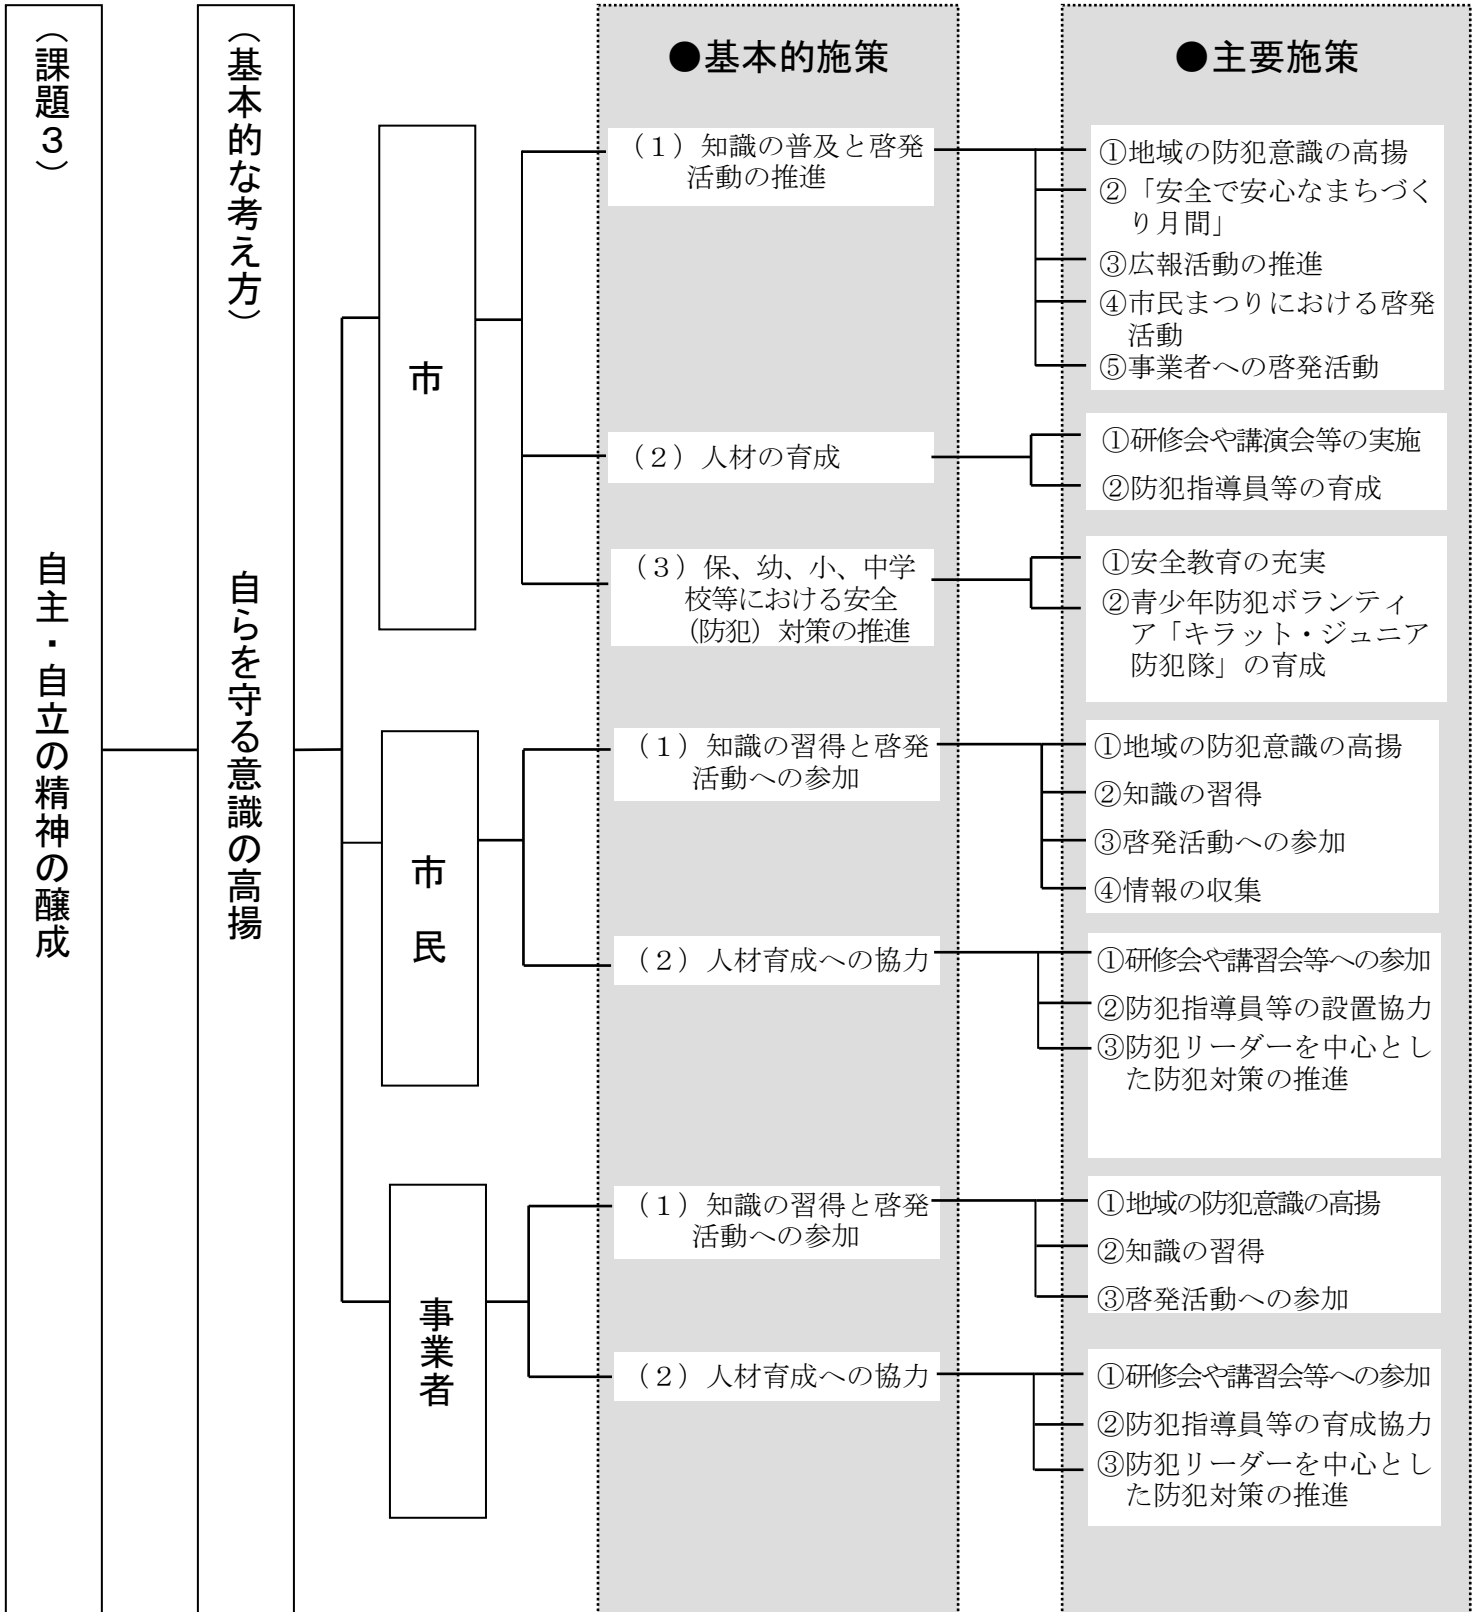 （課題３）
自主・自立の精神の醸成
（基本的な考え方）
自らを守る意識の高揚
●基本的施策
●主要施策
市
（１）知識の普及と啓発
活動の推進
①地域の防犯意識の高揚
②「安全で安心なまちづく
り月間」
③広報活動の推進
④市民まつりにおける啓発
活動
⑤事業者への啓発活動
（２）人材の育成
①研修会や講演会等の実施
②防犯指導員等の育成
（３）保、幼、小、中学
校等における安全
（防犯）対策の推進
①安全教育の充実
②青少年防犯ボランティ
ア「キラット・ジュニア
防犯隊」の育成
市民
（１）知識の習得と啓発
活動への参加
①地域の防犯意識の高揚
②知識の習得
③啓発活動への参加
④情報の収集
（２）人材育成への協力
①研修会や講習会等への参加
②防犯指導員等の設置協力
③防犯リーダーを中心とし
た防犯対策の推進
事業者
（１）知識の習得と啓発
活動への参加
①地域の防犯意識の高揚
②知識の習得
③啓発活動への参加
（２）人材育成への協力
①研修会や講習会等への参加
②防犯指導員等の育成協力
③防犯リーダーを中心とし
た防犯対策の推進